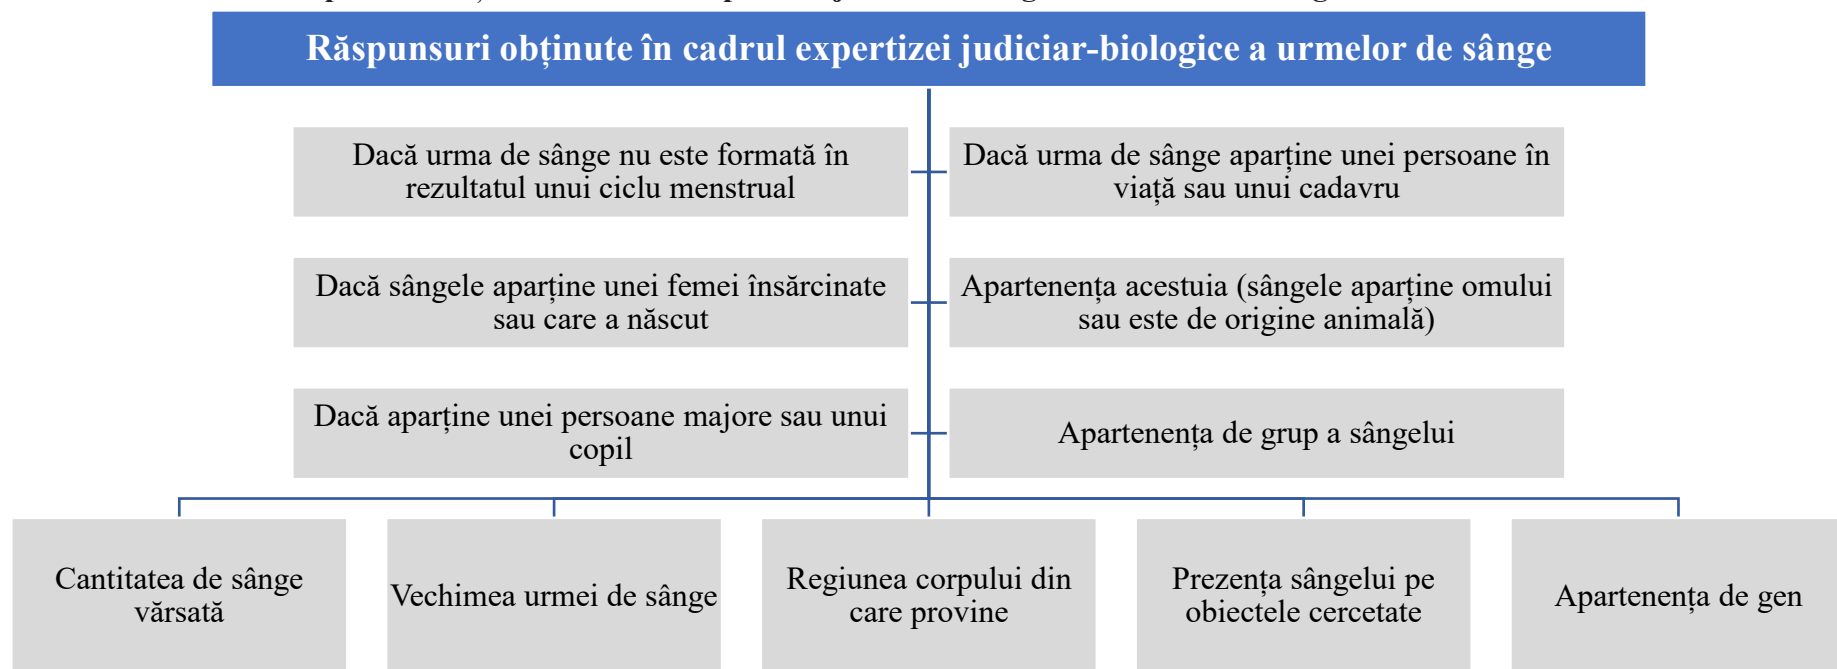 Răspunsuri obținute în cadrul expertizei judiciar-biologice a urmelor de sânge
Dacă urma de sânge nu este formată în
rezultatul unui ciclu menstrual
Dacă urma de sânge aparține unei persoane în
viață sau unui cadavru
Dacă sângele aparține unei femei însărcinate
sau care a născut
Apartenența acestuia (sângele aparține omului
sau este de origine animală)
Dacă aparține unei persoane majore sau unui
copil
Apartenența de grup a sângelui
Cantitatea de sânge
vărsată
Vechimea urmei de sânge
Regiunea corpului din
care provine
Prezența sângelui pe
obiectele cercetate
Apartenența de gen